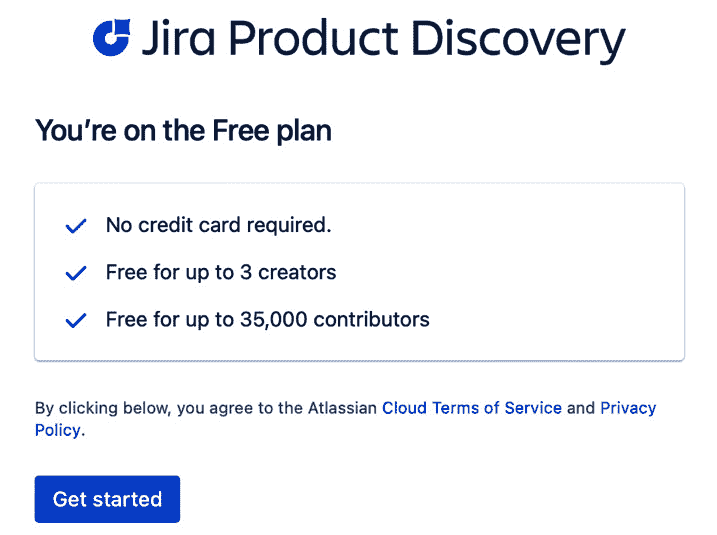 Jira Product Discovery
You're on the Free plan
No credit card required.
Free for up to 3 creators
Free for up to 35,000 contributors
By clicking below, you agree to the Atlassian Cloud Terms of Service and Privacy
Policy.
Get started